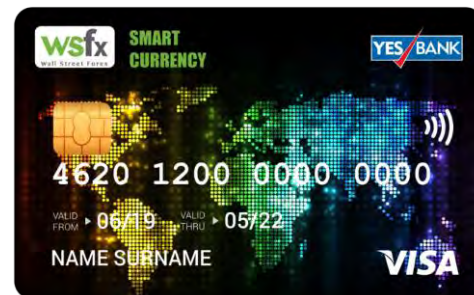 wsfx
Wall Street Forex
SMART
CURRENCY
YES BANK
4620 1200 0000 0000
VALID
FROM ▸ 06/19 VALID
THRU ▸ 05/22
NAME SURNAME
VISA